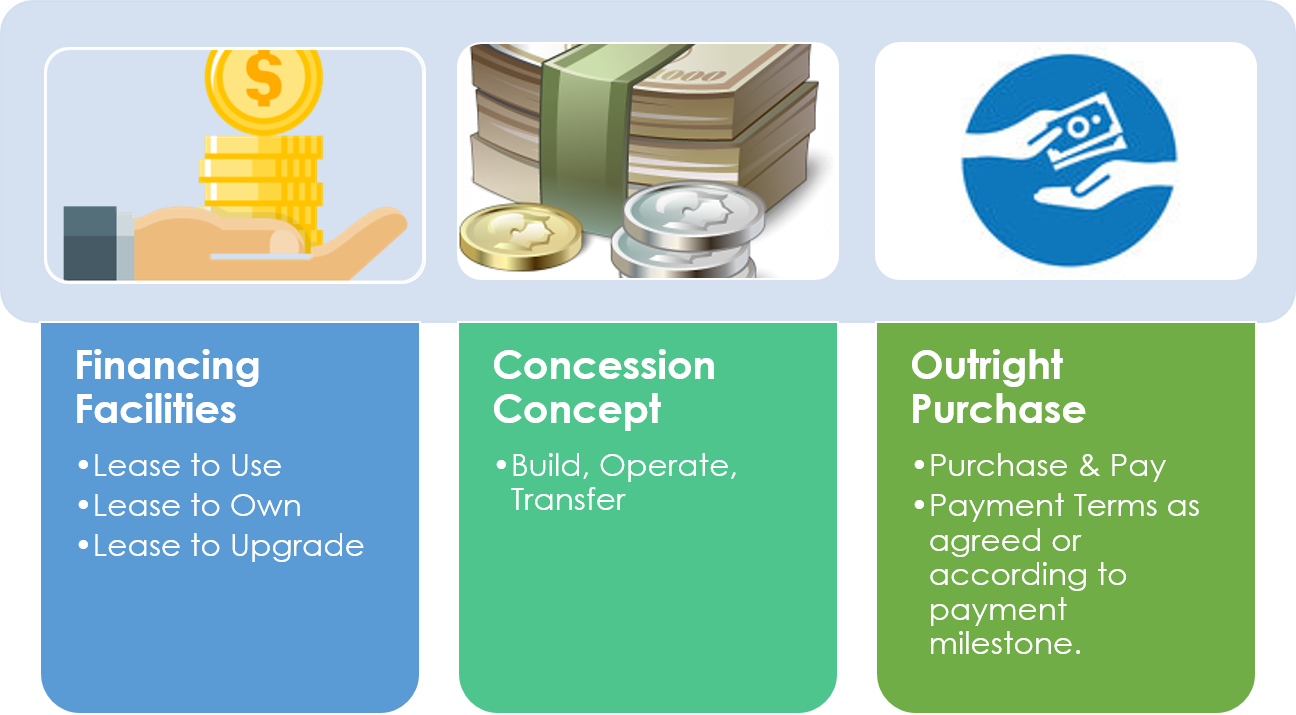 $
1000
Financing
Facilities
•Lease to Use
•Lease to Own
•Lease to Upgrade
Concession
Concept
•Build, Operate,
Transfer
Outright
Purchase
•Purchase & Pay
•Payment Terms as
agreed or
according to
payment
milestone.